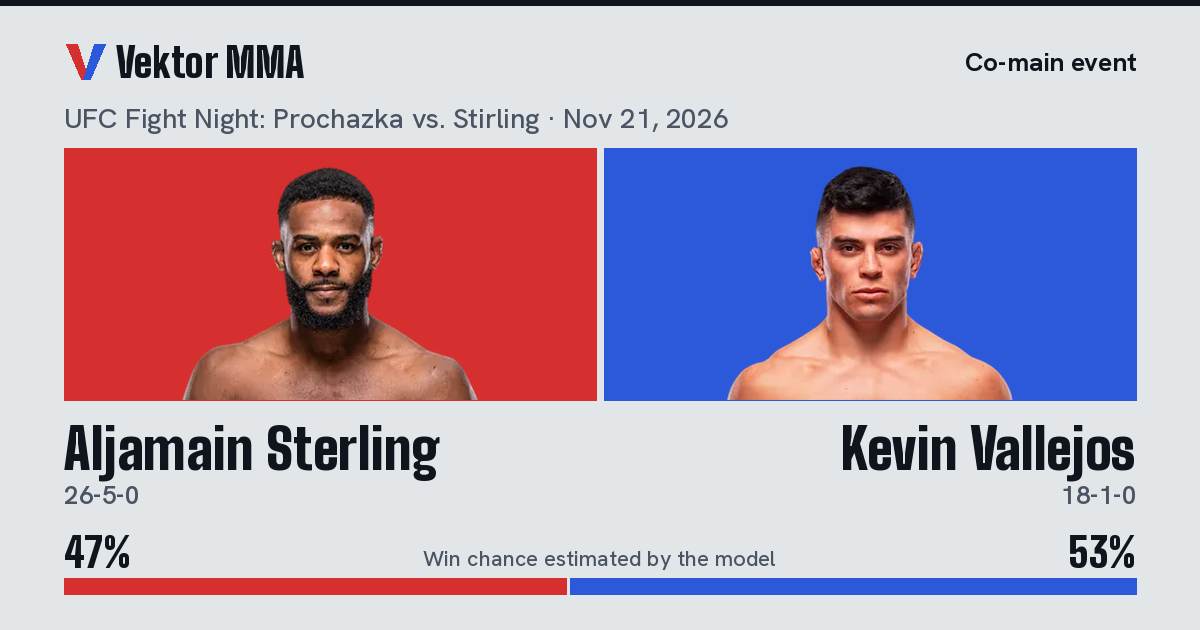 Vektor MMA
Co-main event
UFC Fight Night: Prochazka vs. Stirling · Nov 21, 2026
Aljamain Sterling
Kevin Vallejos
26-5-0
18-1-0
47%
Win chance estimated by the model
53%